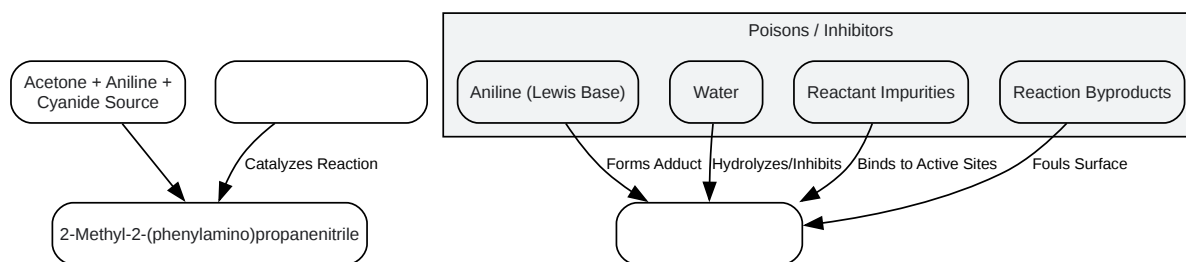 Poisons / Inhibitors
Acetone + Aniline +
Cyanide Source
Aniline (Lewis Base)
Water
Reactant Impurities
Reaction Byproducts
Catalyzes Reaction
Forms Adduct
Hydrolyzes/Inhibits
Binds to Active Sites
Fouls Surface
2-Methyl-2-(phenylamino)propanenitrile